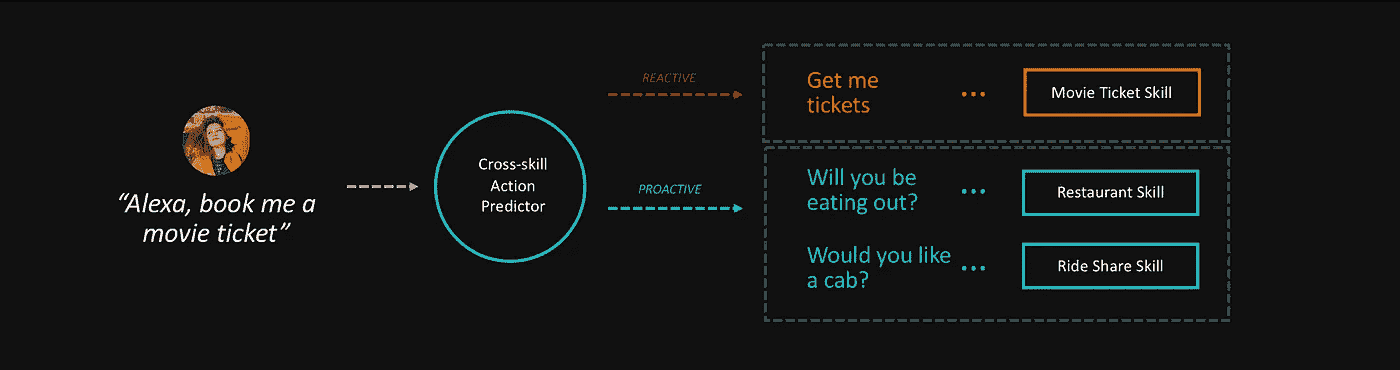 “Alexa, book me a
movie ticket”
Cross-skill
Action
Predictor
REACTIVE
Get me
tickets
...
Movie Ticket Skill
PROACTIVE
Will you be
eating out?
...
Restaurant Skill
Would you like
a cab?
...
Ride Share Skill